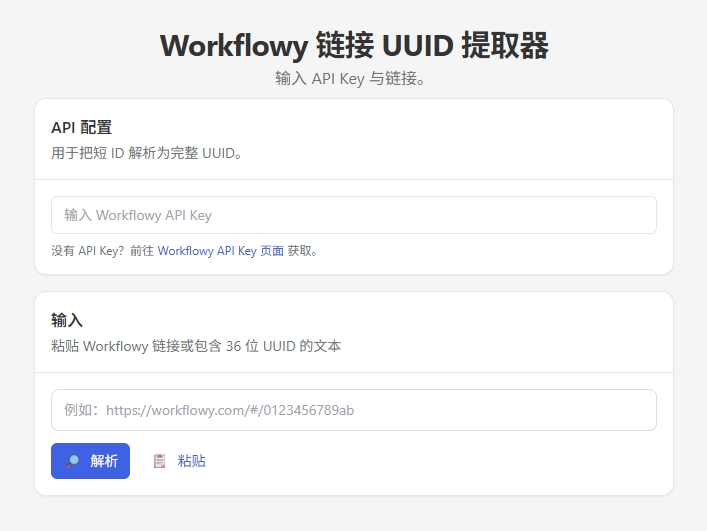 Workflowy 链接 UUID 提取器
输入 API Key 与链接。
API 配置
用于把短 ID 解析为完整 UUID。
输入 Workflowy API Key
没有 API Key？前往 Workflowy API Key 页面 获取。
输入
粘贴 Workflowy 链接或包含 36 位 UUID 的文本
例如：https://workflowy.com/#/0123456789ab
解析 粘贴